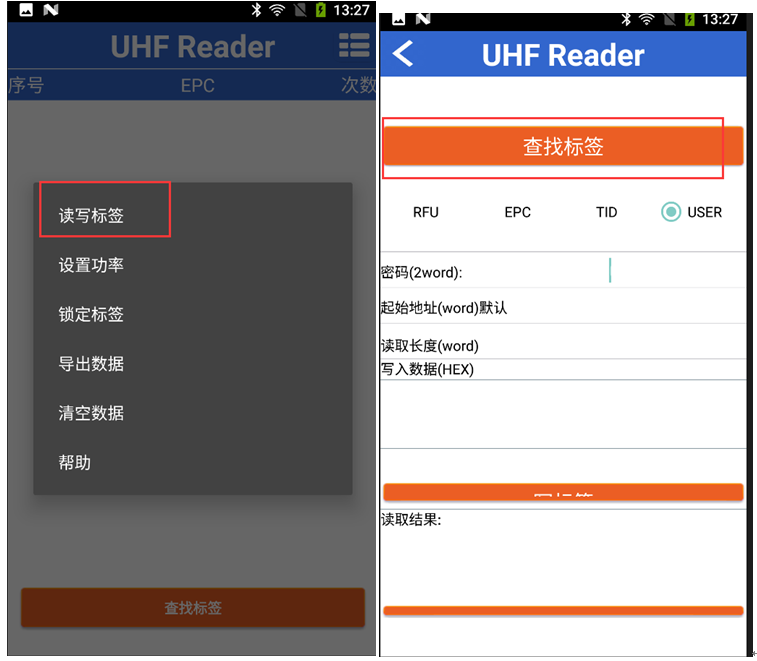 13:27
UHF Reader
序号 EPC 次数
读写标签
设置功率
锁定标签
导出数据
清空数据
帮助
查找标签
13:27
UHF Reader
查找标签
RFU EPC TID USER
密码(2word):
起始地址(word)默认
读取长度(word)
写入数据(HEX)
读取结果: